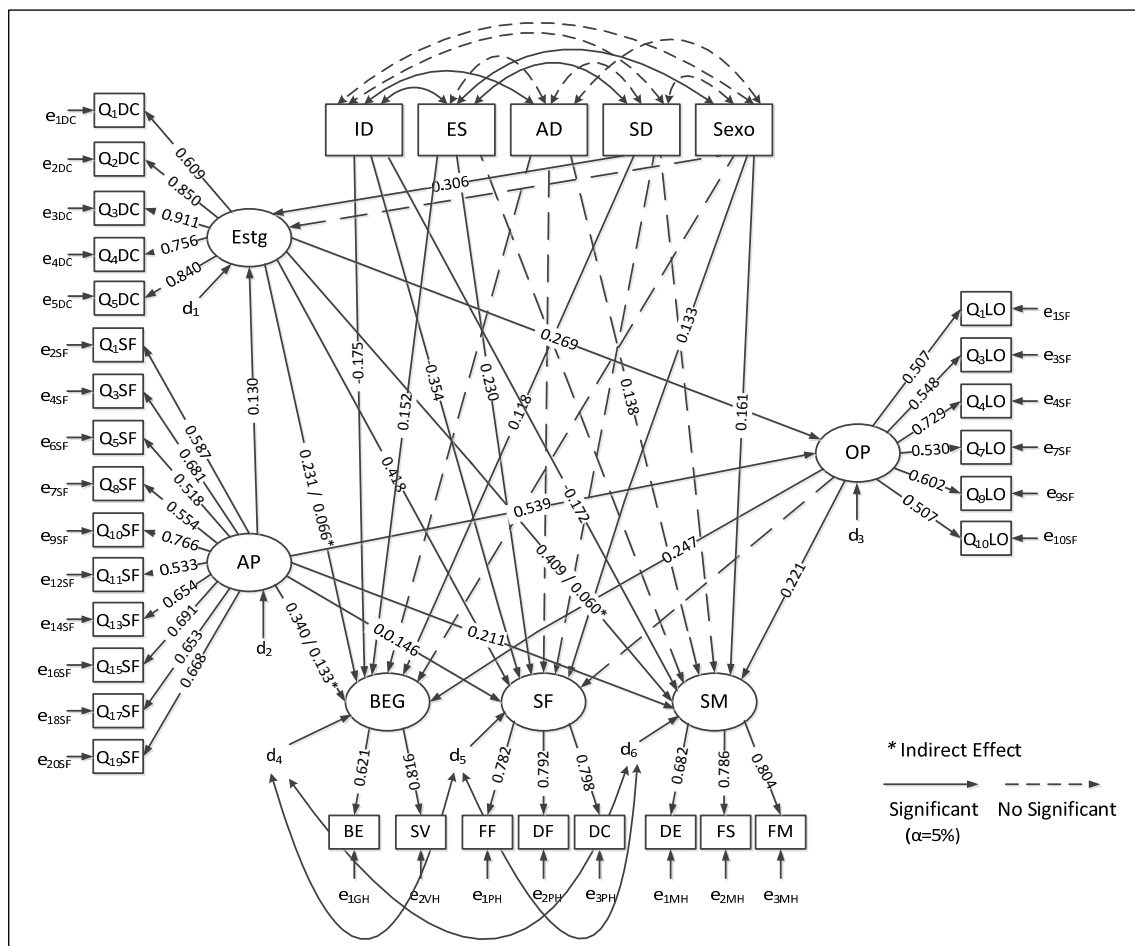 ID ES AD SD Sexo
e1DC Q1DC
e2DC Q2DC
e3DC Q3DC
e4DC Q4DC
e5DC Q5DC
0.609
0.850
0.911
0.756
0.840
Estg
d1
0.306
e2SF Q1SF
e4SF Q3SF
e6SF Q5SF
e7SF Q8SF
e9SF Q10SF
e12SF Q11SF
e14SF Q13SF
e16SF Q15SF
e18SF Q17SF
e20SF Q19SF
0.587
0.681
0.518
0.554
0.766
0.533
0.654
0.691
0.653
0.668
AP
d2
0.130
0.231 / 0.066*
-0.175
0.152
0.418
-0.354
0.230
0.118
0.269
0.138
0.133
0.161
0.539
0.409 / 0.060*
-0.172
0.247
0.221
0.340 / 0.133*
0.0.146
0.211
Q1LO e1SF
Q3LO e3SF
Q4LO e4SF
Q7LO e7SF
Q9LO e9SF
Q10LO e10SF
0.507
0.548
0.729
0.530
0.602
0.507
OP
d3
BEG SF SM
d4 d5 d6
0.621
0.816
0.782
0.792
0.798
0.682
0.786
0.804
BE SV FF DF DC DE FS FM
e1GH e2VH e1PH e2PH e3PH e1MH e2MH e3MH
* Indirect Effect
Significant No Significant
(α=5%)